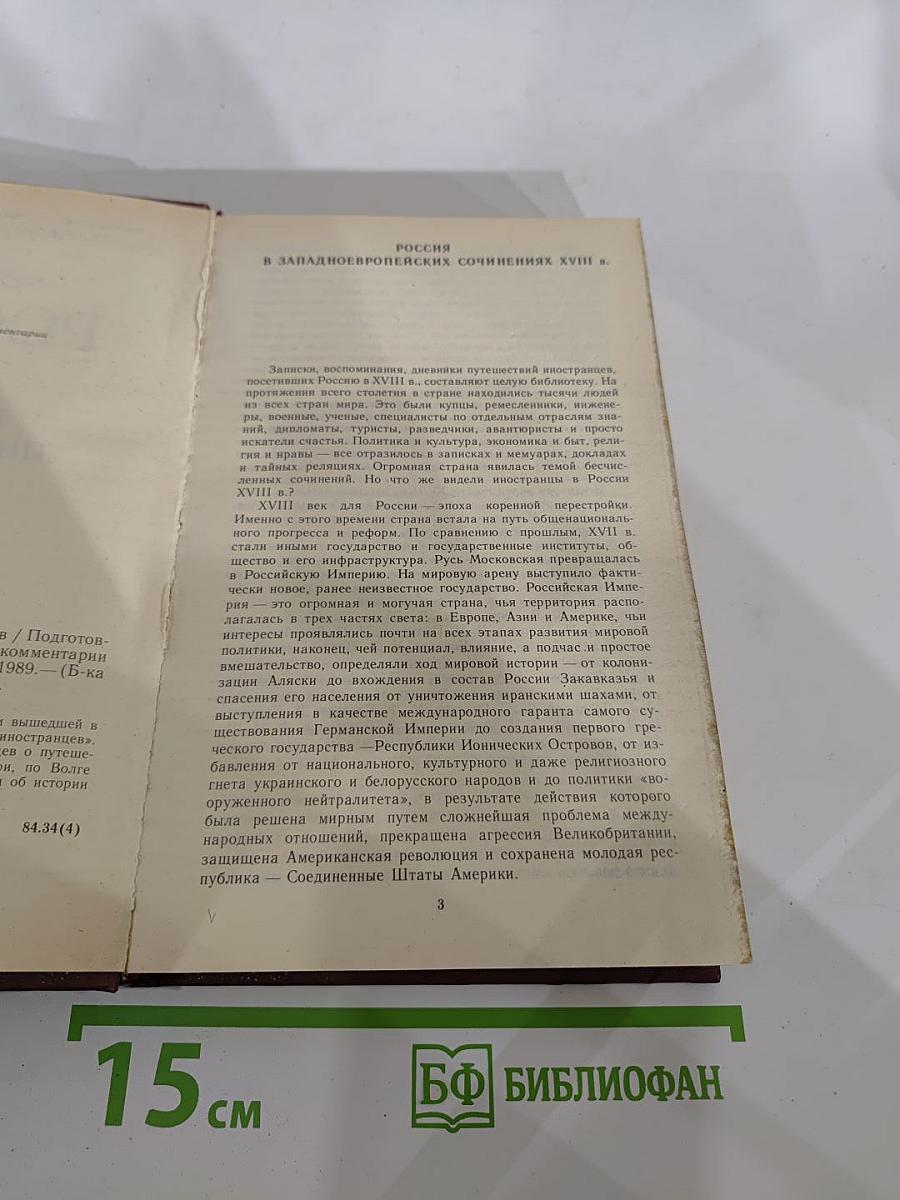 ментарии
в / Подготов-
комментарии
1989.— (Б-ка
и вышедшей в
иностранцев».
цев о путеше-
ри, по Волге
об истории
84.34(4)
РОССИЯ
В ЗАПАДНОЕВРОПЕЙСКИХ СОЧИНЕНИЯХ XVIII в.
Записки, воспоминания, дневники путешествий иностранцев,
посетивших Россию в XVIII в., составляют целую библиотеку. На
протяжении всего столетия в стране находились тысячи людей
из всех стран мира. Это были купцы, ремесленники, инжене-
ры, военные, ученые, специалисты по отдельным отраслям зна-
ний, дипломаты, туристы, разведчики, авантюристы и просто
искатели счастья. Политика и культура, экономика и быт, рели-
гия и нравы — все отразилось в записках и мемуарах, докладах
и тайных реляциях. Огромная страна явилась темой бесчис-
ленных сочинений. Но что же видели иностранцы в России
XVIII в.?
XVIII век для России — эпоха коренной перестройки.
Именно с этого времени страна встала на путь общенациональ-
ного прогресса и реформ. По сравнению с прошлым, XVII в.
стали иными государство и государственные институты, об-
щество и его инфраструктура. Русь Московская превращалась
в Российскую Империю. На мировую арену выступило факти-
чески новое, ранее неизвестное государство. Российская Импе-
рия — это огромная и могучая страна, чья территория распо-
лагалась в трех частях света: в Европе, Азии и Америке, чьи
интересы проявлялись почти на всех этапах развития мировой
политики, наконец, чей потенциал, влияние, а подчас и простое
вмешательство, определяли ход мировой истории — от колони-
зации Аляски до вхождения в состав России Закавказья и
спасения его населения от уничтожения иранскими шахами, от
выступления в качестве международного гаранта самого су-
ществования Германской Империи до создания первого гре-
ческого государства —Республики Ионических Островов, от из-
бавления от национального, культурного и даже религиозного
гнета украинского и белорусского народов и до политики «во-
оруженного нейтралитета», в результате действия которого
была решена мирным путем сложнейшая проблема между-
народных отношений, прекращена агрессия Великобритании,
защищена Американская революция и сохранена молодая рес-
публика — Соединенные Штаты Америки.
3
15 см
БФ БИБЛИОФАН